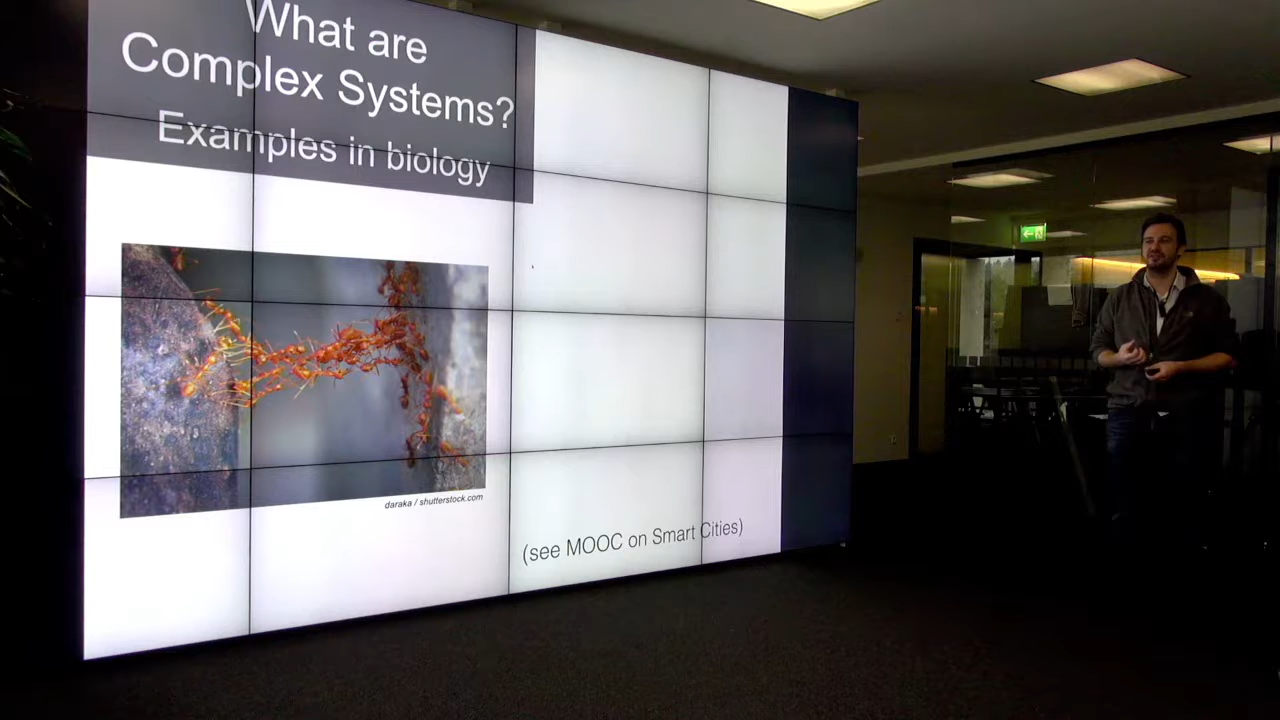 What are
Complex Systems?
Examples in biology
daraka / shutterstock.com
(see MOOC on Smart Cities)